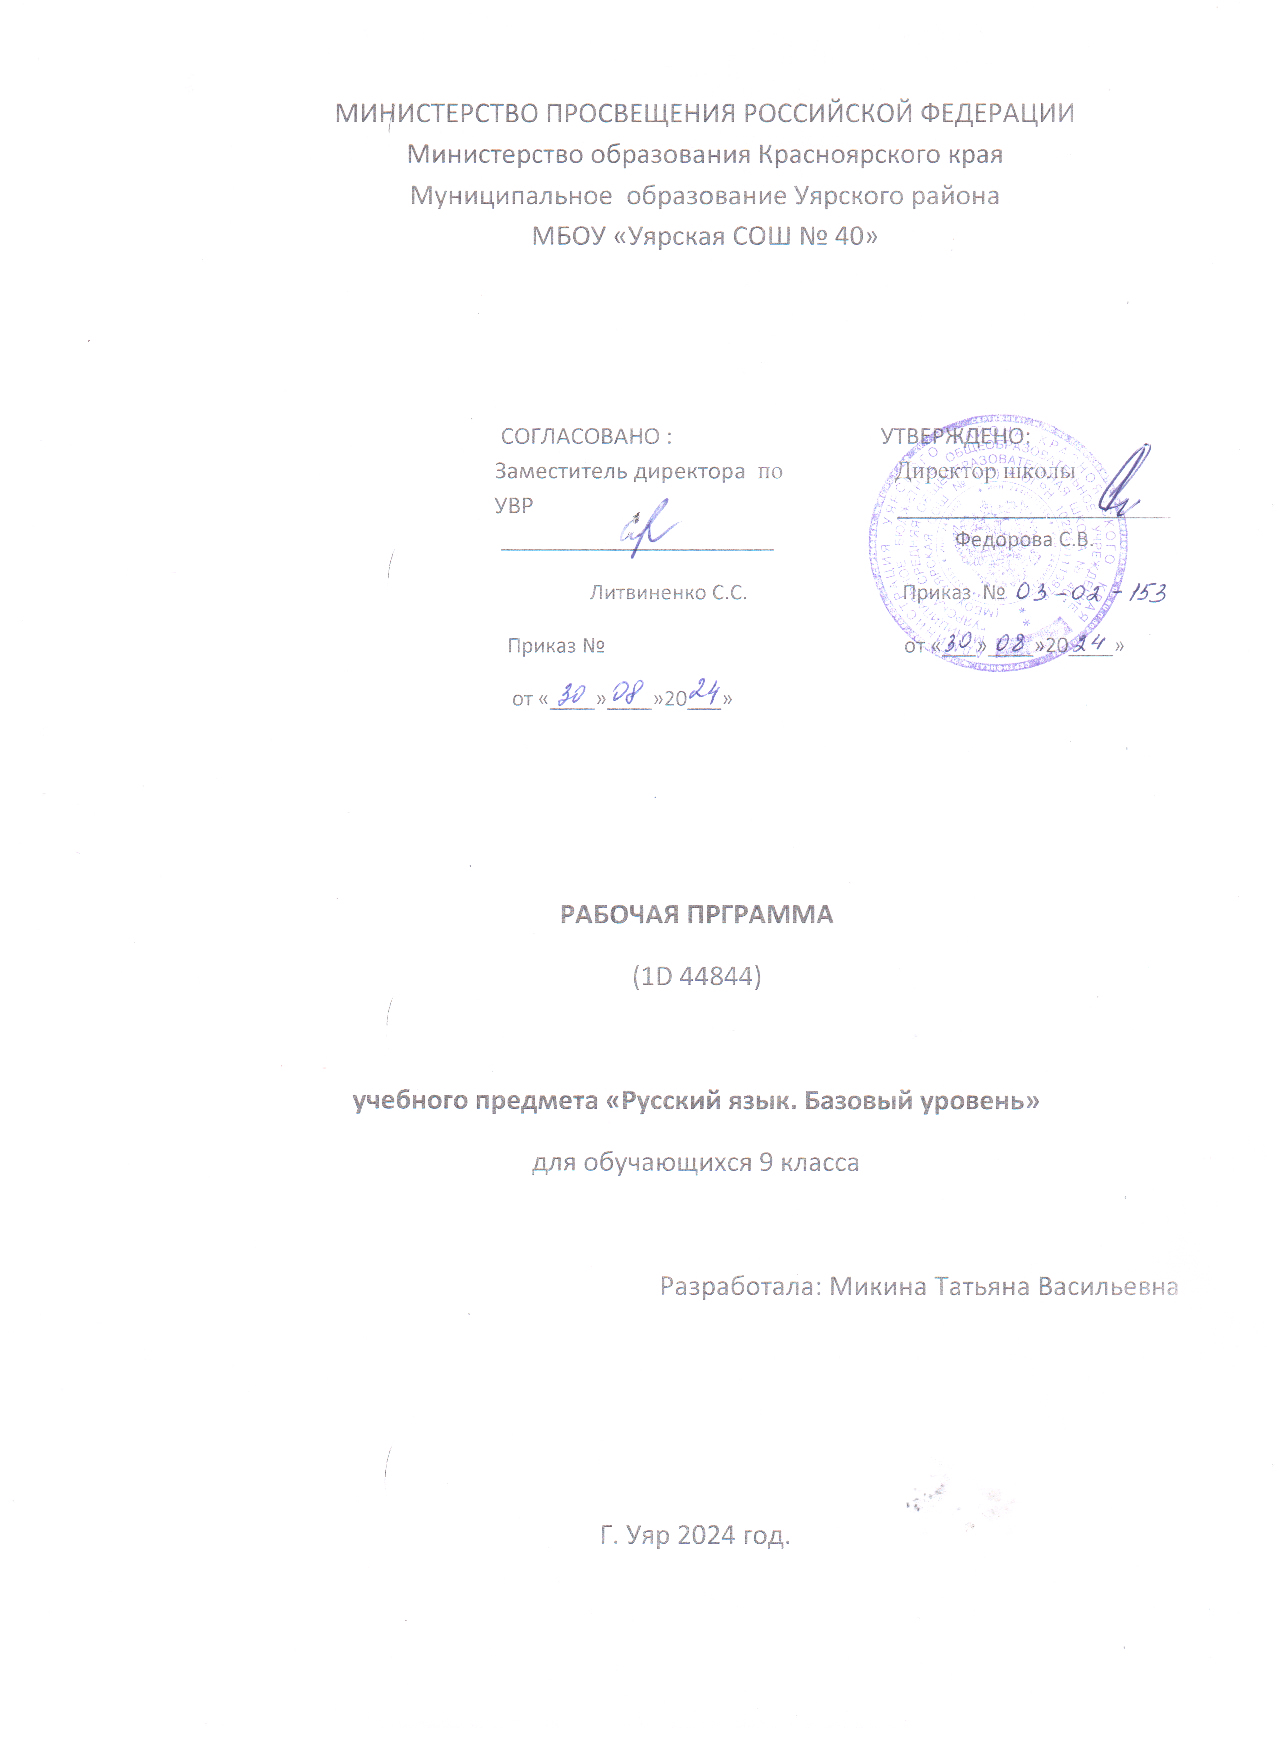 МИНИСТЕРСТВО ПРОСВЕЩЕНИЯ РОССИЙСКОЙ ФЕДЕРАЦИИ
Министерство образования Красноярского края
Муниципальное образование Уярского района
МБОУ «Уярская СОШ № 40»
СОГЛАСОВАНО :
Заместитель директора по
УВР
Литвиненко С.С.
Приказ №
от «30»08»2024»
УТВЕРЖДЕНО:
Директор школы
Федорова С.В.
Приказ № 03-02-153
от «30»08»2024»
РАБОЧАЯ ПРГРАММА
(1D 44844)
учебного предмета «Русский язык. Базовый уровень»
для обучающихся 9 класса
Разработала: Микина Татьяна Васильевна
Г. Уяр 2024 год.